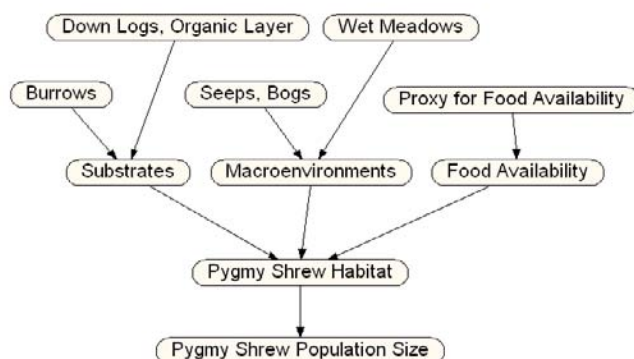 Down Logs, Organic Layer
Wet Meadows
Burrows
Seeps, Bogs
Proxy for Food Availability
Substrates
Macroenvironments
Food Availability
Pygmy Shrew Habitat
Pygmy Shrew Population Size